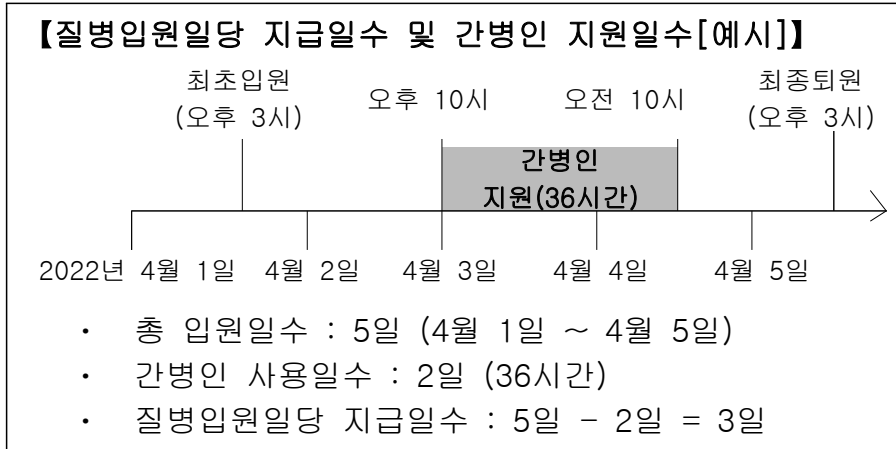 【질병입원일당 지급일수 및 간병인 지원일수[예시]】
최초입원
(오후 3시)
오후 10시
오전 10시
최종퇴원
(오후 3시)
간병인
지원(36시간)
2022년 4월 1일
4월 2일
4월 3일
4월 4일
4월 5일
· 총 입원일수 : 5일 (4월 1일 ~ 4월 5일)
· 간병인 사용일수 : 2일 (36시간)
· 질병입원일당 지급일수 : 5일 - 2일 = 3일